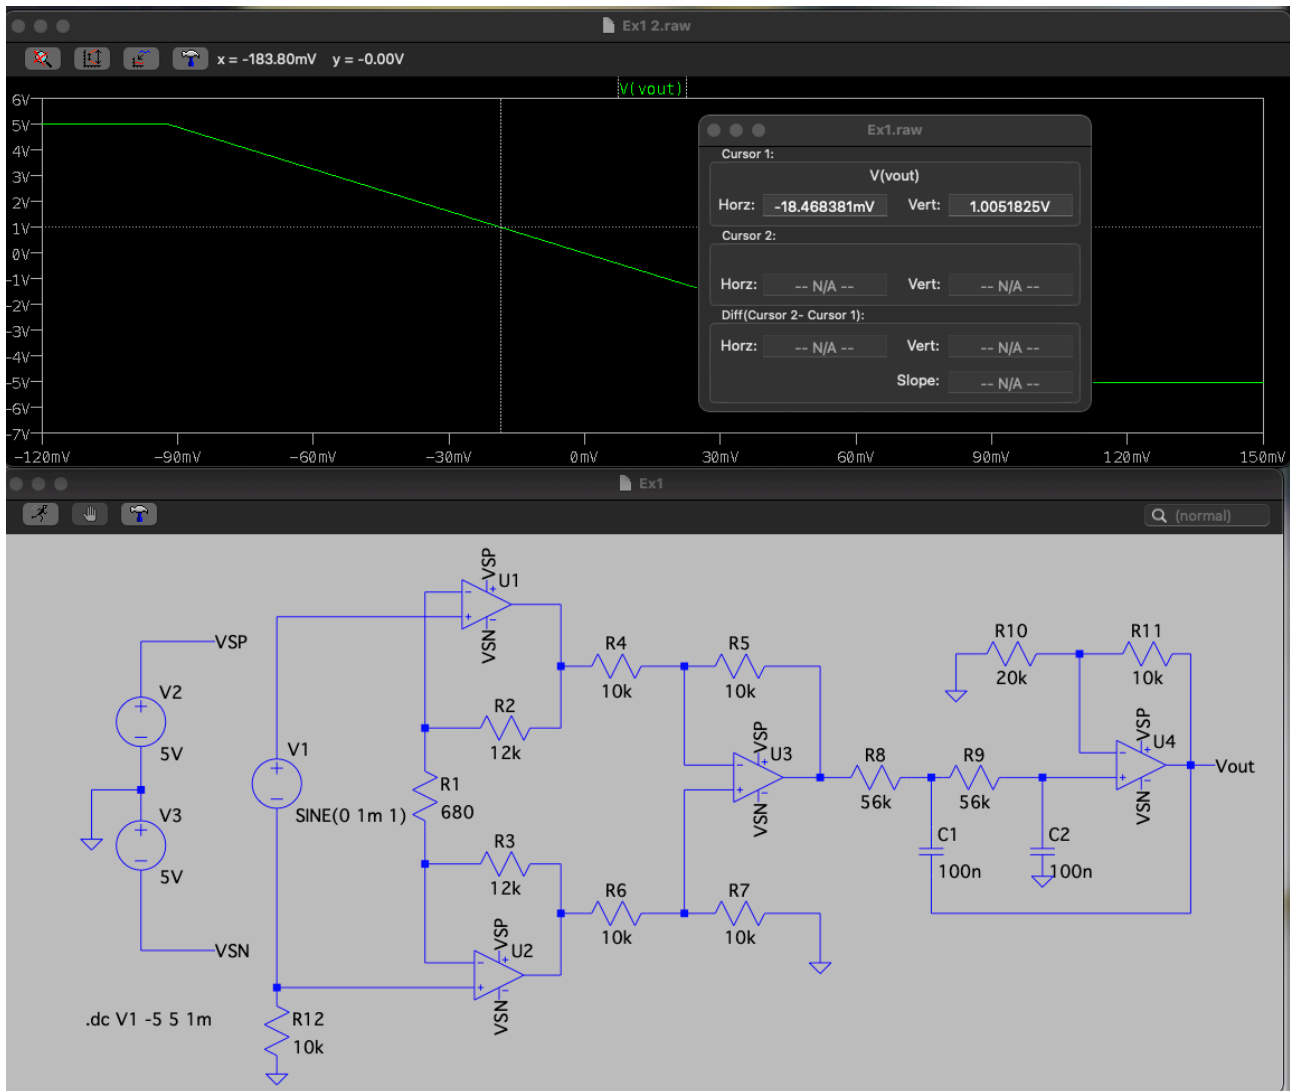 Ex1 2.raw
x = -183.80mV y = -0.00V
V(vout)
6V
5V
4V
3V
2V
1V
0V
-1V
-2V
-3V
-4V
-5V
-6V
-7V
-120mV -90mV -60mV -30mV 0mV 30mV 60mV 90mV 120mV 150mV
Ex1.raw
Cursor 1:
V(vout)
Horz: -18.468381mV Vert: 1.0051825V
Cursor 2:
Horz: -- N/A -- Vert: -- N/A --
Diff(Cursor 2- Cursor 1):
Horz: -- N/A -- Vert: -- N/A --
Slope: -- N/A --
Ex1
(normal)
VSP
V2
+
−
5V
V3
+
−
5V
VSN
.dc V1 -5 5 1m
V1
+
−
SINE(0 1m 1)
R12
10k
VSP
U1
−
+
+
−
VSN
R2
12k
R1
680
R3
12k
VSP
U2
−
+
+
−
VSN
R4
10k
R5
10k
R6
10k
R7
10k
VSP
U3
−
+
+
−
VSN
R8
56k
R9
56k
C1
100n
C2
100n
R10
20k
R11
10k
VSP
U4
−
+
+
−
VSN
Vout